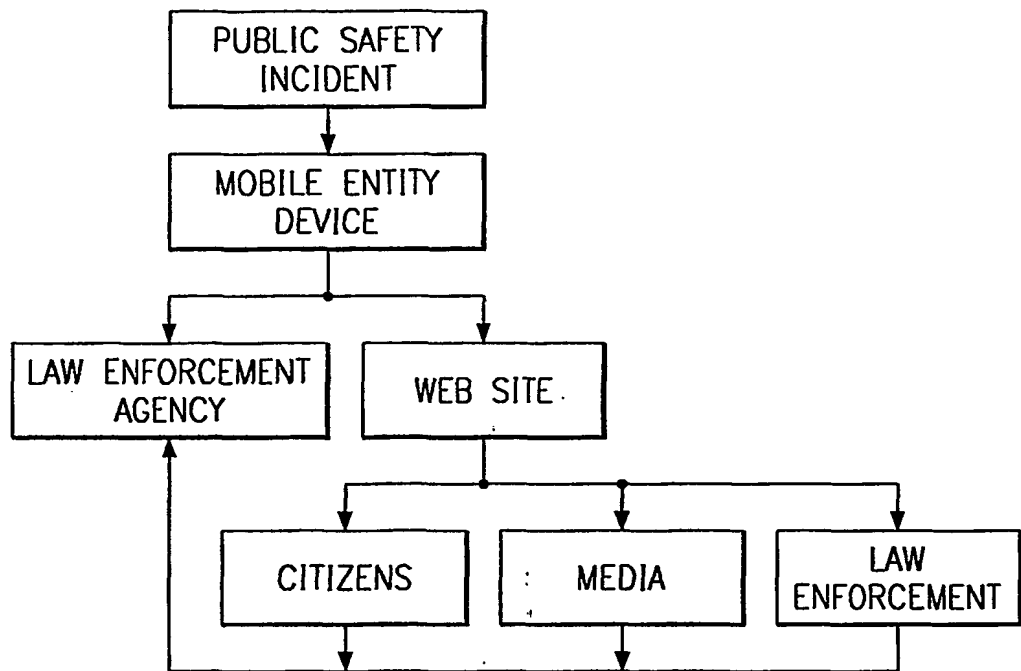 PUBLIC SAFETY
INCIDENT
MOBILE ENTITY
DEVICE
LAW ENFORCEMENT
AGENCY
WEB SITE
CITIZENS
MEDIA
LAW
ENFORCEMENT